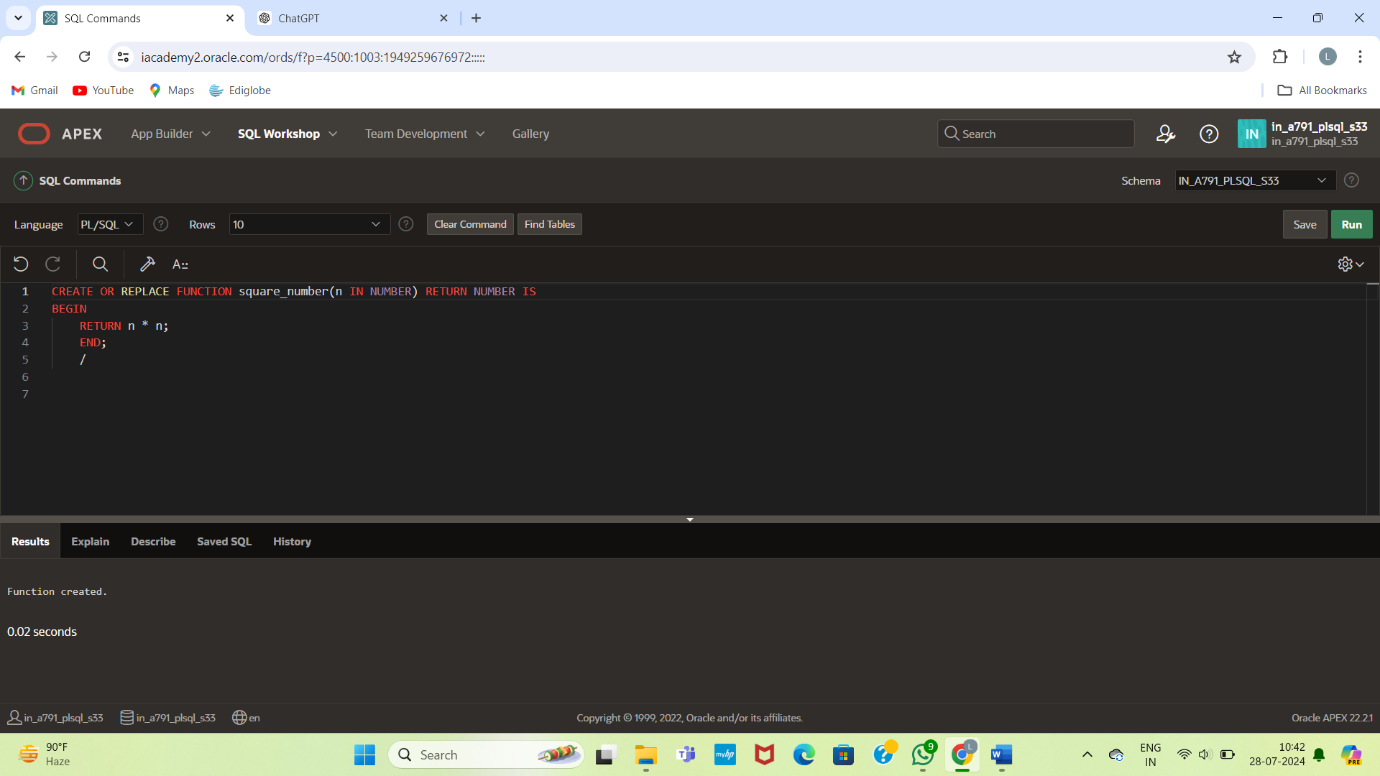 SQL Commands
ChatGPT
iacademy2.oracle.com/ords/f?p=4500:1003:1949259676972:::::
L
Gmail
YouTube
Maps
Ediglobe
All Bookmarks
APEX
App Builder
SQL Workshop
Team Development
Gallery
Search
IN
in_a791_plsql_s33
in_a791_plsql_s33
SQL Commands
Schema
IN_A791_PLSQL_S33
Language
PL/SQL
Rows
10
Clear Command
Find Tables
Save
Run
A::
1 CREATE OR REPLACE FUNCTION square_number(n IN NUMBER) RETURN NUMBER IS
2 BEGIN
3 RETURN n * n;
4 END;
5 /
6
7
Results
Explain
Describe
Saved SQL
History
Function created.
0.02 seconds
in_a791_plsql_s33
in_a791_plsql_s33
en
Copyright © 1999, 2022, Oracle and/or its affiliates.
Oracle APEX 22.2.1
90°F
Haze
Search
myhp
9
L
W
ENG
IN
10:42
28-07-2024
PRE